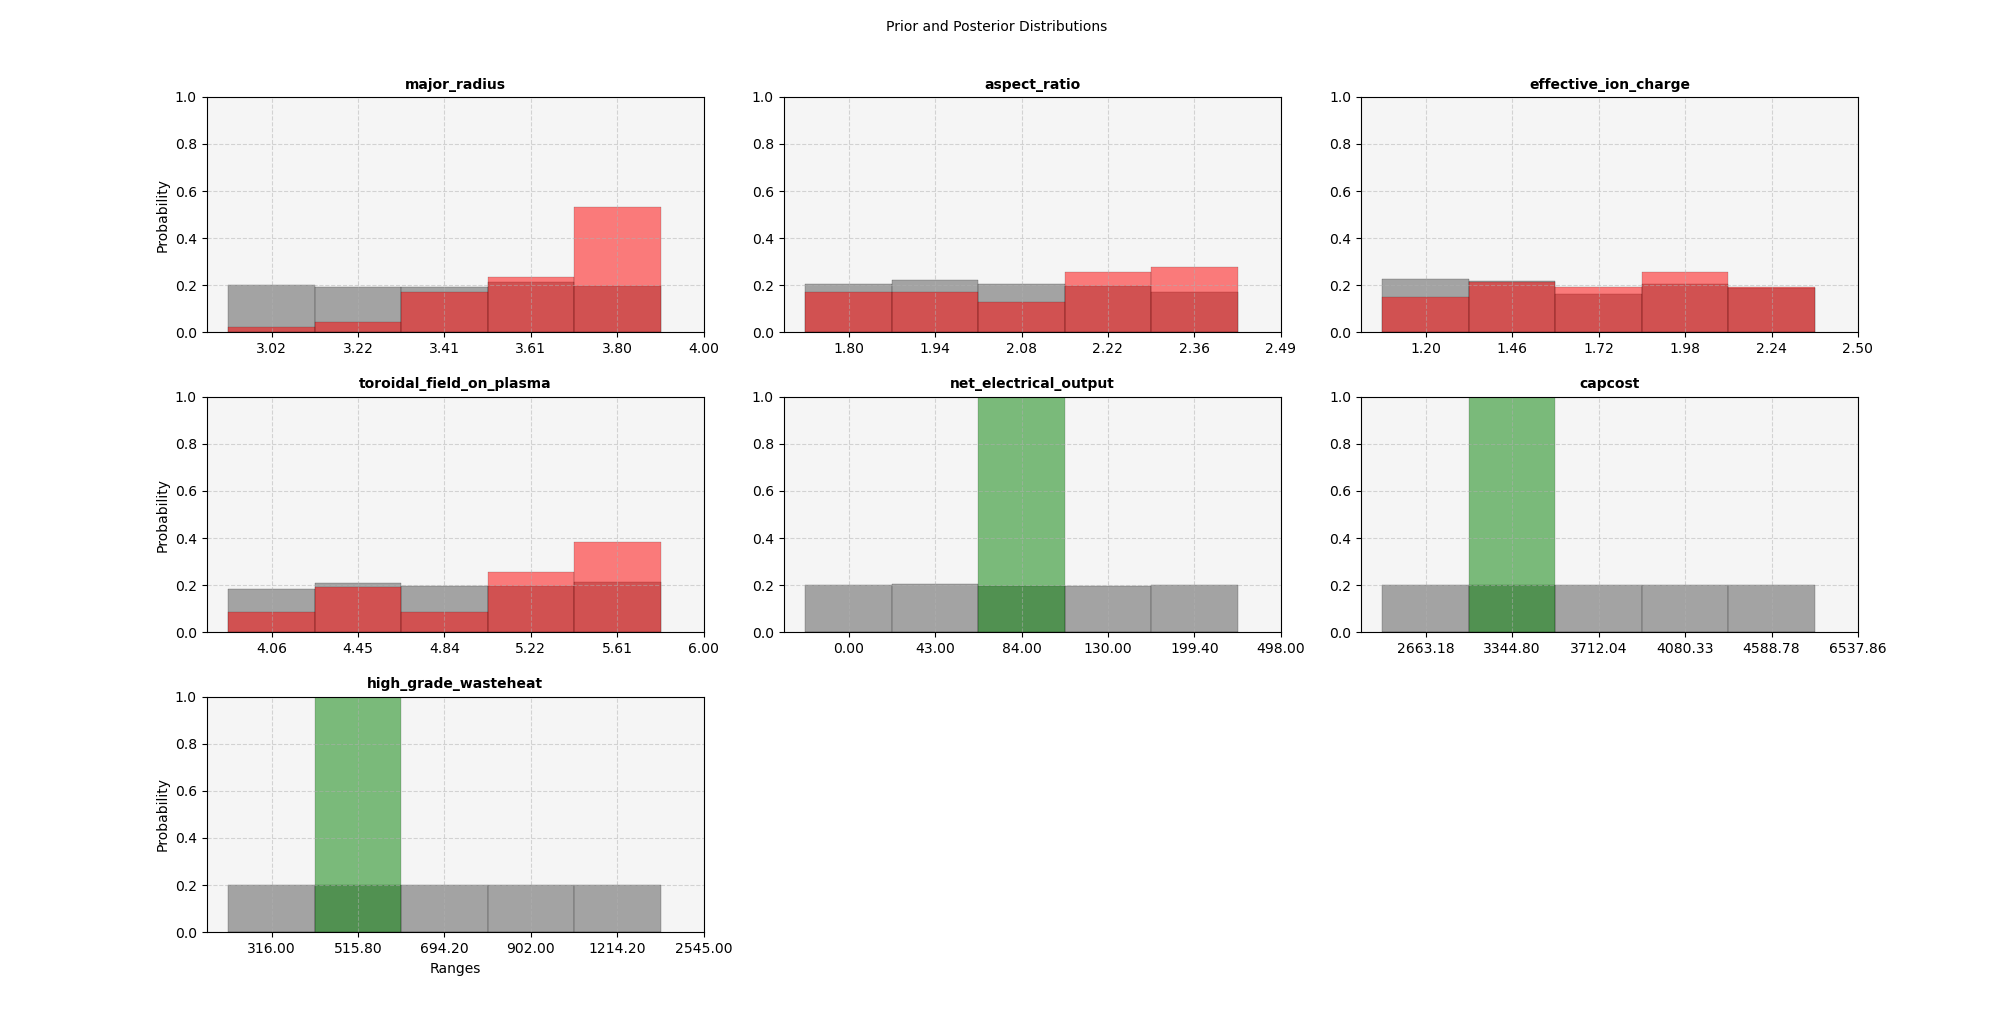 Prior and Posterior Distributions
major_radius
aspect_ratio
effective_ion_charge
Probability
1.0
0.8
0.6
0.4
0.2
0.0
3.02 3.22 3.41 3.61 3.80 4.00
1.0
0.8
0.6
0.4
0.2
0.0
1.80 1.94 2.08 2.22 2.36 2.49
1.0
0.8
0.6
0.4
0.2
0.0
1.20 1.46 1.72 1.98 2.24 2.50
toroidal_field_on_plasma
net_electrical_output
capcost
Probability
1.0
0.8
0.6
0.4
0.2
0.0
4.06 4.45 4.84 5.22 5.61 6.00
1.0
0.8
0.6
0.4
0.2
0.0
0.00 43.00 84.00 130.00 199.40 498.00
1.0
0.8
0.6
0.4
0.2
0.0
2663.18 3344.80 3712.04 4080.33 4588.78 6537.86
high_grade_wasteheat
Probability
1.0
0.8
0.6
0.4
0.2
0.0
316.00 515.80 694.20 902.00 1214.20 2545.00
Ranges